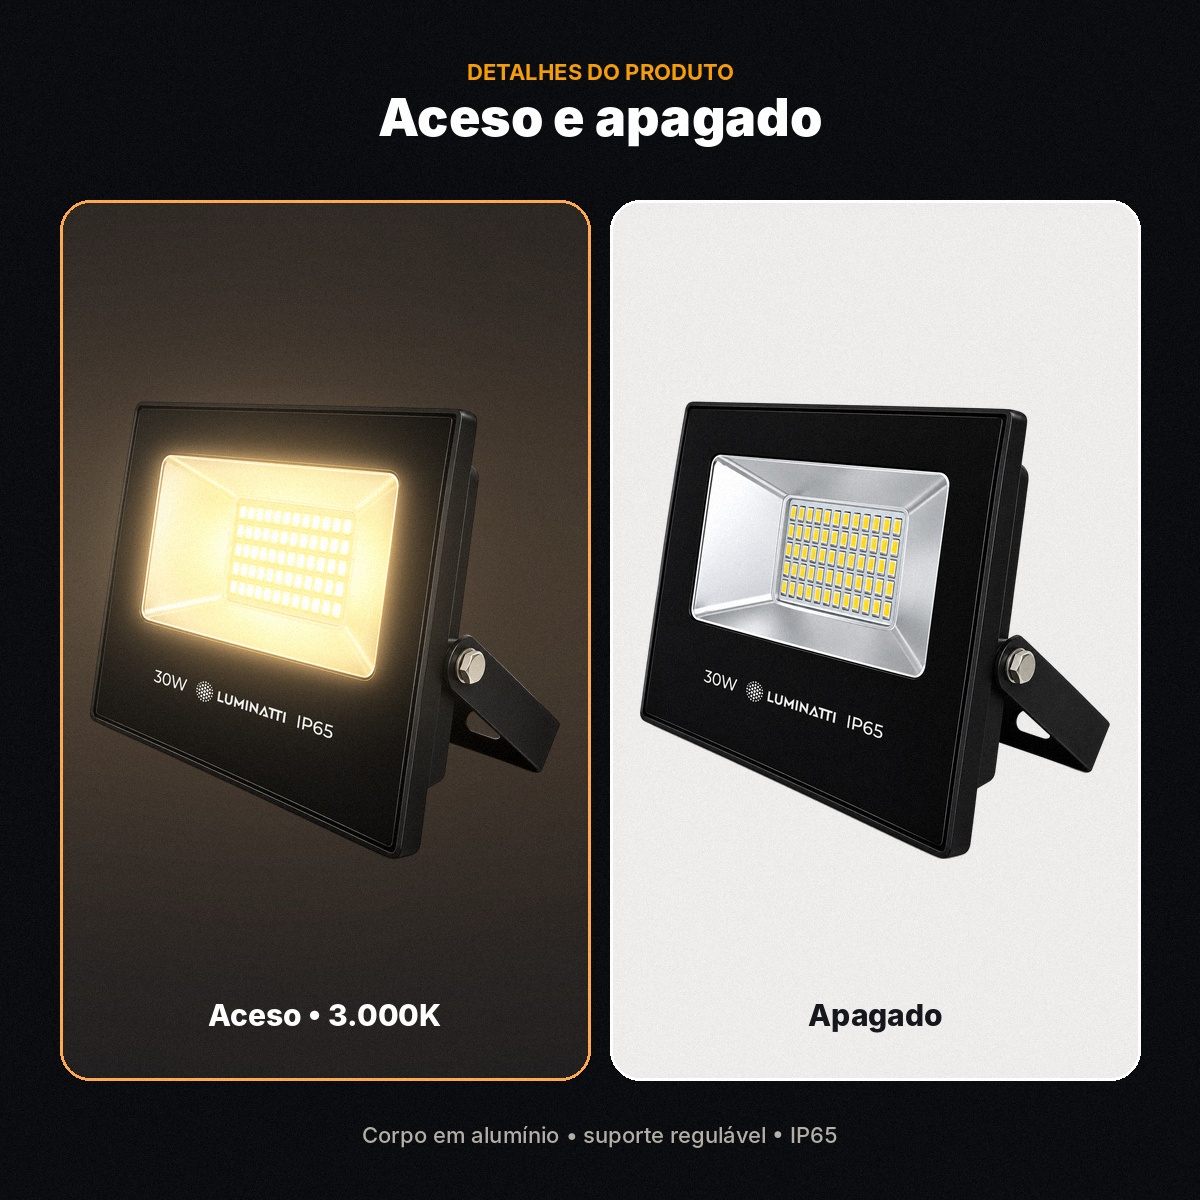 DETALHES DO PRODUTO
Aceso e apagado
30W LUMINATTI IP65
30W LUMINATTI IP65
Aceso • 3.000K
Apagado
Corpo em alumínio • suporte regulável • IP65